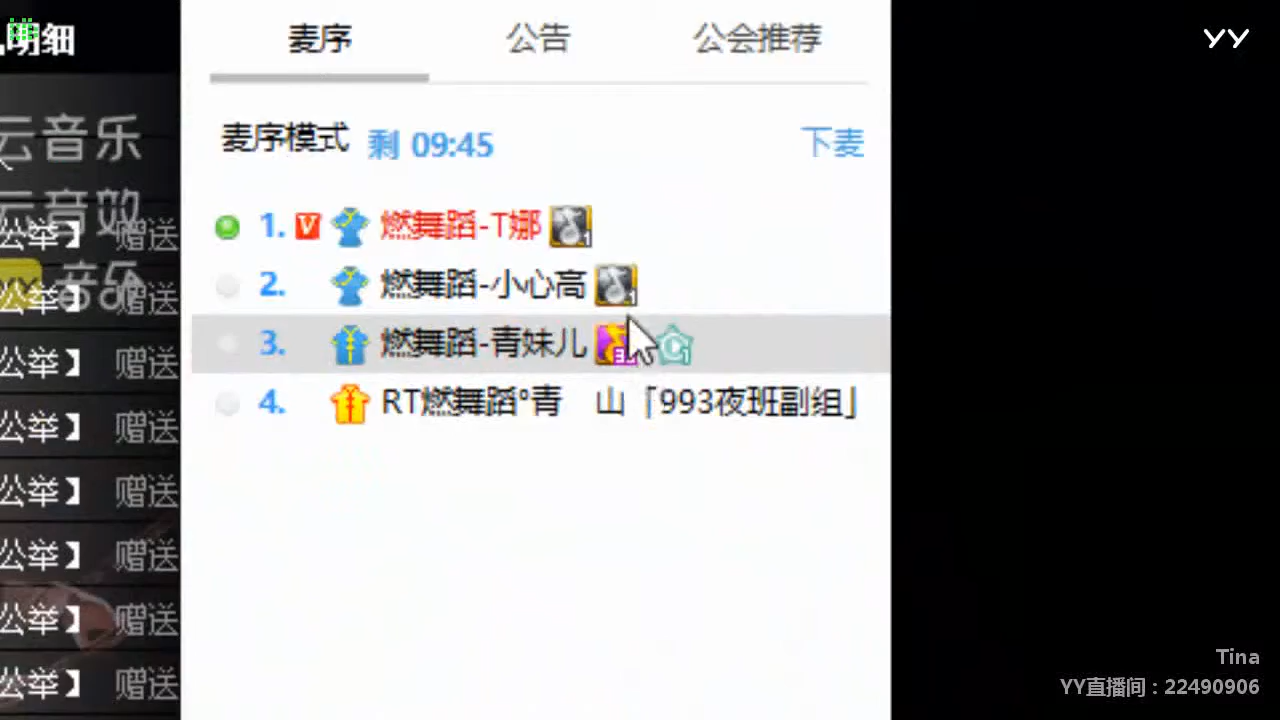 明细
麦序 公告 公会推荐
YY
麦序模式 剩 09:45 下麦
云音乐
云音效
音乐
1. V 燃舞蹈-T娜
2. 燃舞蹈-小心高
3. 燃舞蹈-青妹儿
4. RT燃舞蹈°青 山「993夜班副组」
公举】 赠送
公举】 赠送
公举】 赠送
公举】 赠送
公举】 赠送
公举】 赠送
公举】 赠送
公举】 赠送
Tina
YY直播间：22490906